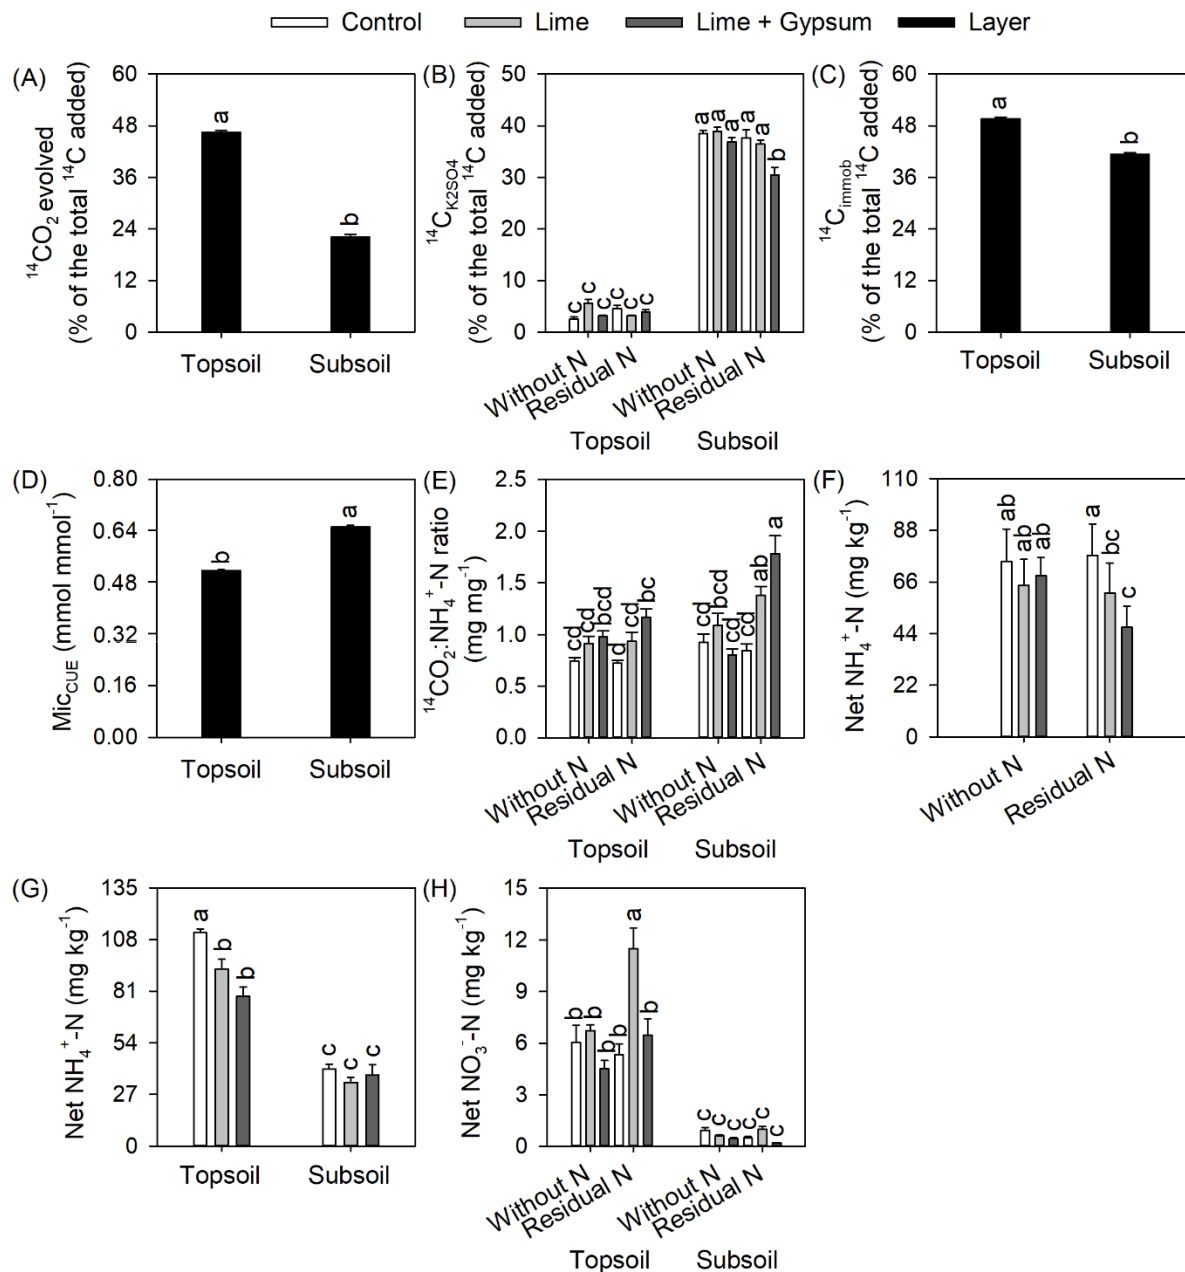 Control Lime Lime + Gypsum Layer
(A)
¹⁴CO₂ evolved
(% of the total ¹⁴C added)
60
48
36
24
12
0
a
b
Topsoil Subsoil
(B)
¹⁴C_K2SO4
(% of the total ¹⁴C added)
50
40
30
20
10
0
c c c c c c a a a a a b
Without N Residual N Without N Residual N
Topsoil Subsoil
(C)
¹⁴C_immob
(% of the total ¹⁴C added)
60
48
36
24
12
0
a
b
Topsoil Subsoil
(D)
Mic_CUE (mmol mmol⁻¹)
0.80
0.64
0.48
0.32
0.16
0.00
b
a
Topsoil Subsoil
(E)
¹⁴CO₂:NH₄⁺-N ratio
(mg mg⁻¹)
2.5
2.0
1.5
1.0
0.5
0.0
cd cd bcd d cd bc cd bcd cd cd ab a
Without N Residual N Without N Residual N
Topsoil Subsoil
(F)
Net NH₄⁺-N (mg kg⁻¹)
110
88
66
44
22
0
ab ab ab a bc c
Without N Residual N
(G)
Net NH₄⁺-N (mg kg⁻¹)
135
108
81
54
27
0
a b b c c c
Topsoil Subsoil
(H)
Net NO₃⁻-N (mg kg⁻¹)
15
12
9
6
3
0
b b b b a b c c c c c c
Without N Residual N Without N Residual N
Topsoil Subsoil